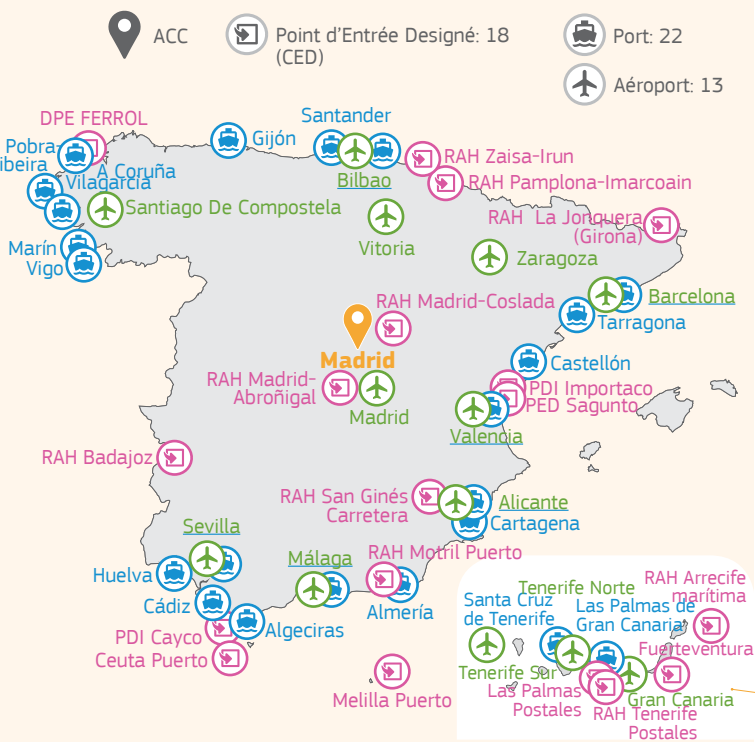 ACC
Point d'Entrée Designé: 18
(CED)
Port: 22
Aéroport: 13
DPE FERROL
Santander
Gijón
Pobra-
ibeira
A Coruña
Vilagarcía
Bilbao
RAH Zaisa-Irun
RAH Pamplona-Imarcoain
Santiago De Compostela
Vitoria
RAH La Jonquera
(Girona)
Marín
Vigo
Zaragoza
Barcelona
RAH Madrid-Coslada
Tarragona
Madrid
Castellón
RAH Madrid-
Abroñigal
Madrid
PDI Importaco
PED Sagunto
Valencia
RAH Badajoz
RAH San Ginés
Carretera
Alicante
Cartagena
Sevilla
Málaga
RAH Motril Puerto
Huelva
Cádiz
Almería
Algeciras
PDI Cayco
Ceuta Puerto
Melilla Puerto
Tenerife Norte
RAH Arrecife
marítima
Santa Cruz
de Tenerife
Las Palmas de
Gran Canaria
Fuerteventura
Tenerife Sur
Las Palmas
Postales
Gran Canaria
RAH Tenerife
Postales